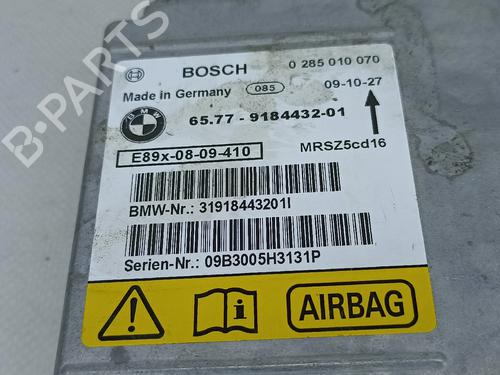 B-PARTS
BOSCH 0 285 010 070
Made in Germany 085 09-10-27
BMW 65.77 - 9184432-01
E89x-08-09-410 MRSZ5cd16
BMW-Nr.: 31918443201I
Serien-Nr.: 09B3005H3131P
AIRBAG